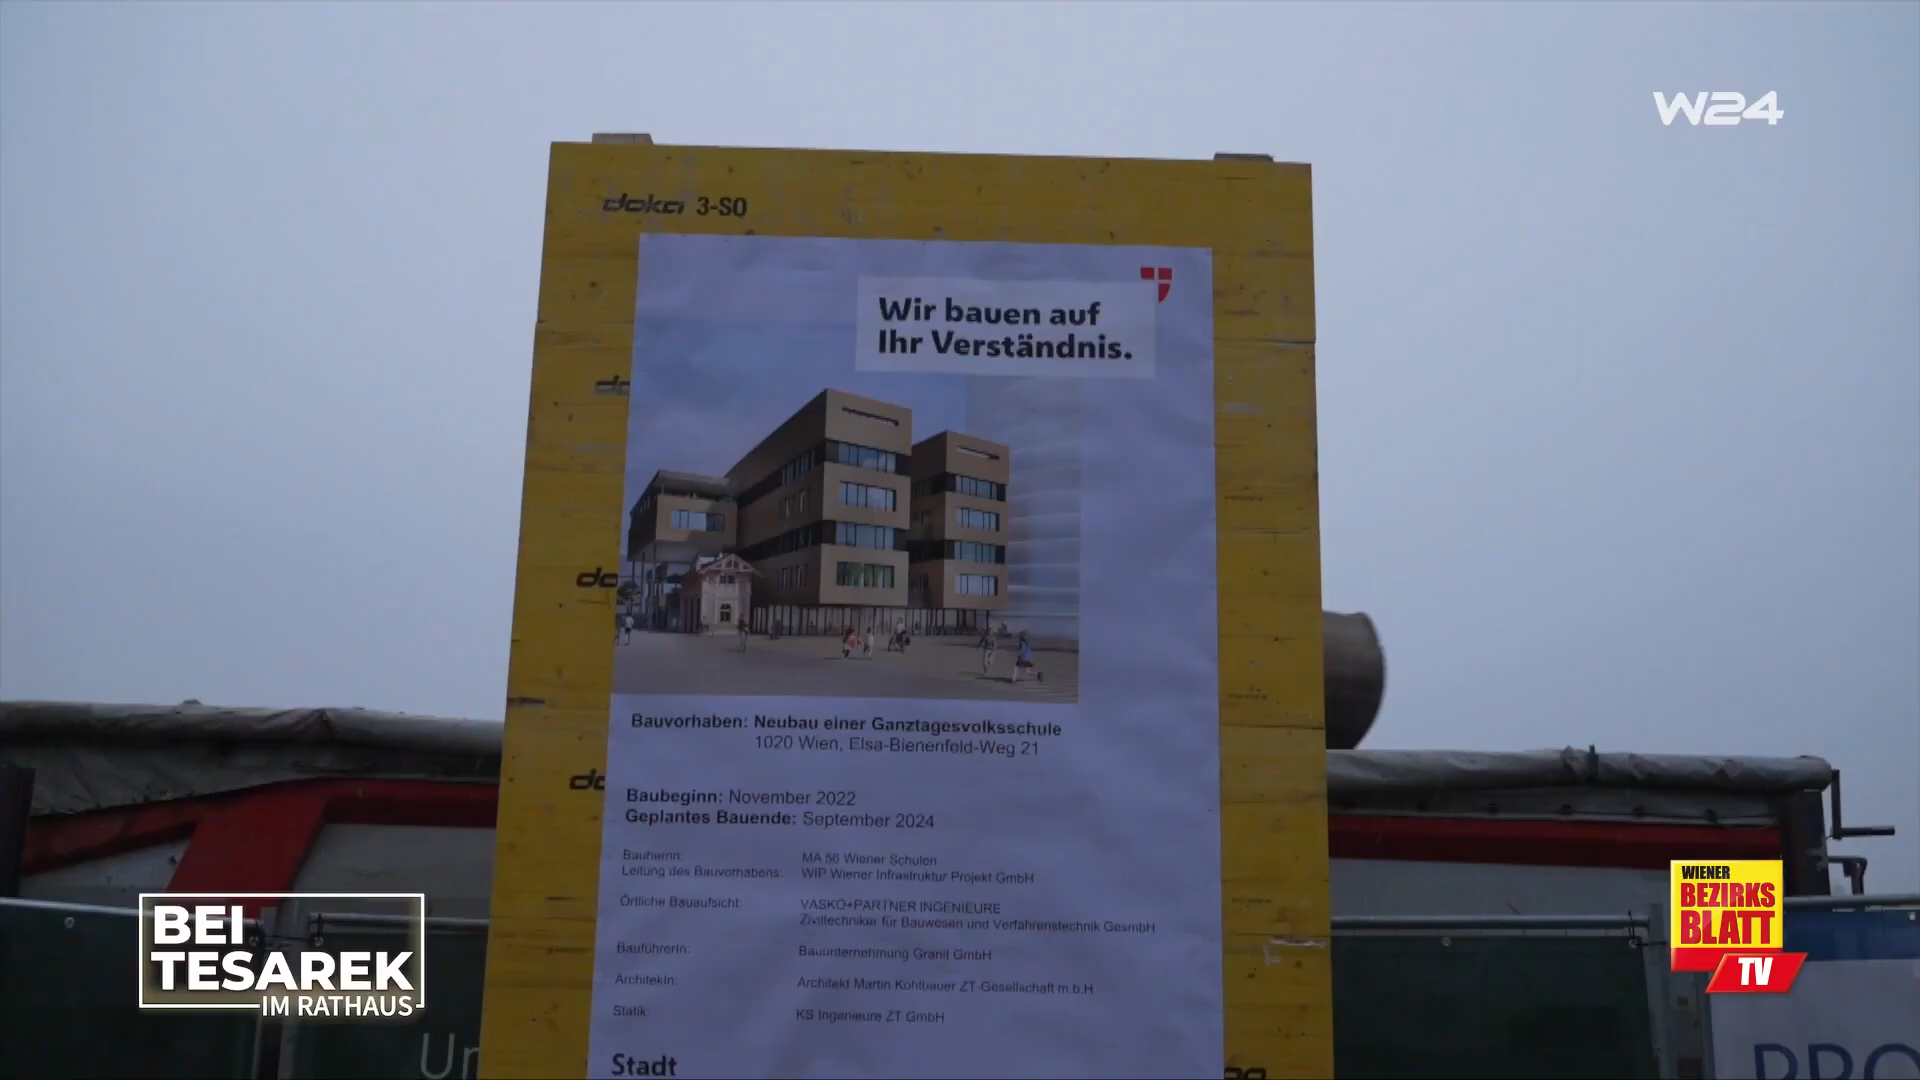 W24
doka 3-SO
Wir bauen auf
Ihr Verständnis.
Bauvorhaben: Neubau einer Ganztagesvolksschule
1020 Wien, Elsa-Bienenfeld-Weg 21
Baubeginn: November 2022
Geplantes Bauende: September 2024
BauherrIn: MA 56 Wiener Schulen
Leitung des Bauvorhabens: WIP Wiener Infrastruktur Projekt GmbH
Örtliche Bauaufsicht: VASKO+PARTNER INGENIEURE
Ziviltechniker für Bauwesen und Verfahrenstechnik GesmbH
BauführerIn: Bauunternehmung Granit GmbH
ArchitekIn: Architekt Martin Kohlbauer ZT-Gesellschaft m.b.H
Statik: KS Ingenieure ZT GmbH
Stadt
BEI
TESAREK
IM RATHAUS
WIENER
BEZIRKS
BLATT
TV